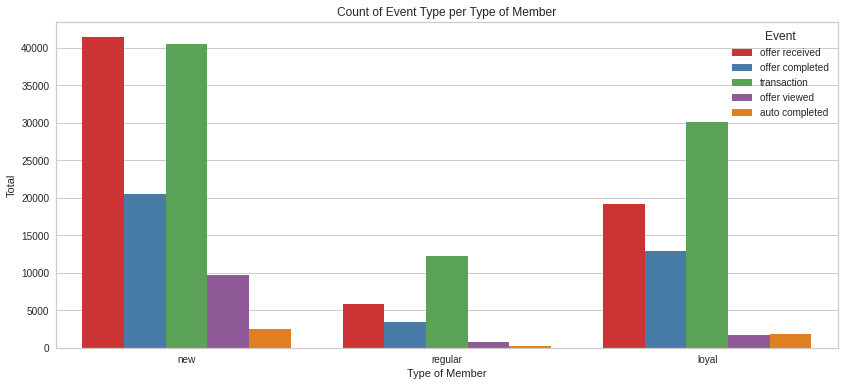 Count of Event Type per Type of Member
Event
offer received
offer completed
transaction
offer viewed
auto completed
Total
40000
35000
30000
25000
20000
15000
10000
5000
0
new
regular
loyal
Type of Member